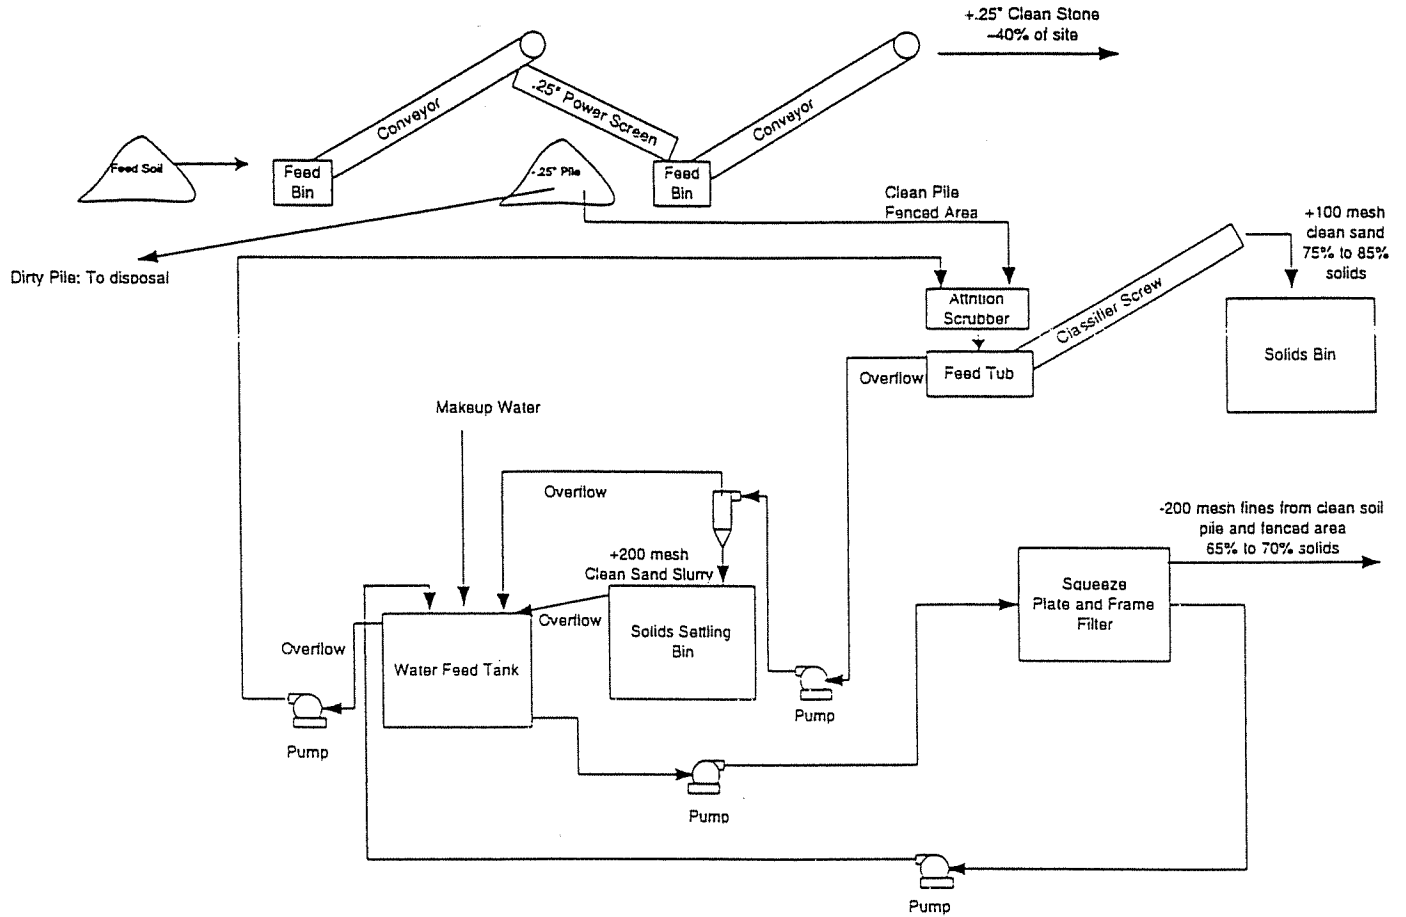 +.25" Clean Stone
~40% of site
Conveyor
.25" Power Screen
Conveyor
Feed Soil
Feed
Bin
-.25" Pile
Feed
Bin
Clean Pile
Fenced Area
+100 mesh
clean sand
75% to 85%
solids
Dirty Pile: To disposal
Attrition
Scrubber
Classifier Screw
Solids Bin
Overflow
Feed Tub
Makeup Water
Overflow
-200 mesh fines from clean soil
pile and fenced area
65% to 70% solids
+200 mesh
Clean Sand Slurry
Squeeze
Plate and Frame
Filter
Overflow
Solids Settling
Bin
Overflow
Water Feed Tank
Pump
Pump
Pump
Pump